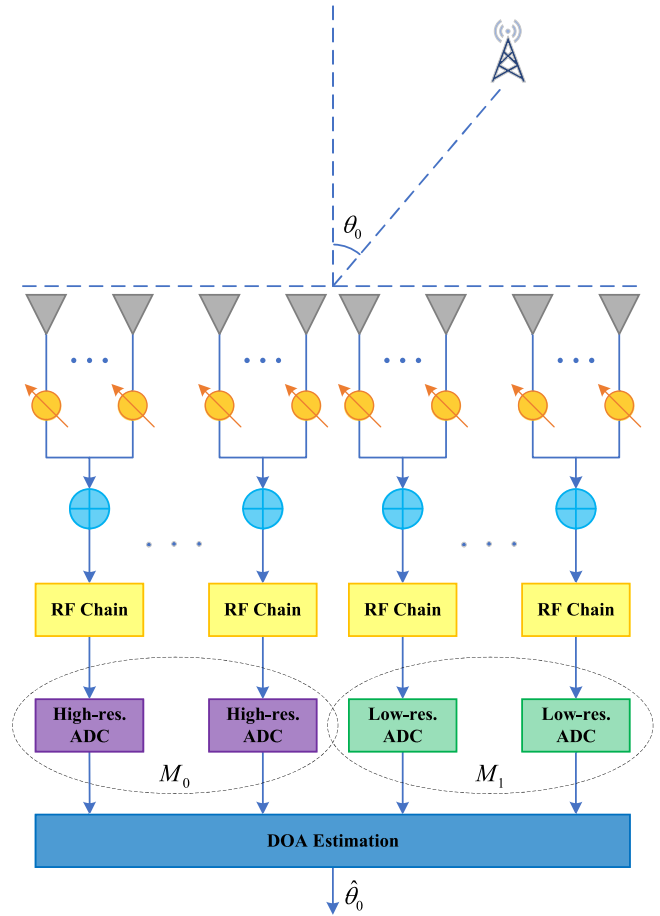 θ₀
RF Chain RF Chain RF Chain RF Chain
High-res. High-res. Low-res. Low-res.
ADC ADC ADC ADC
M₀ M₁
DOA Estimation
θ̂₀